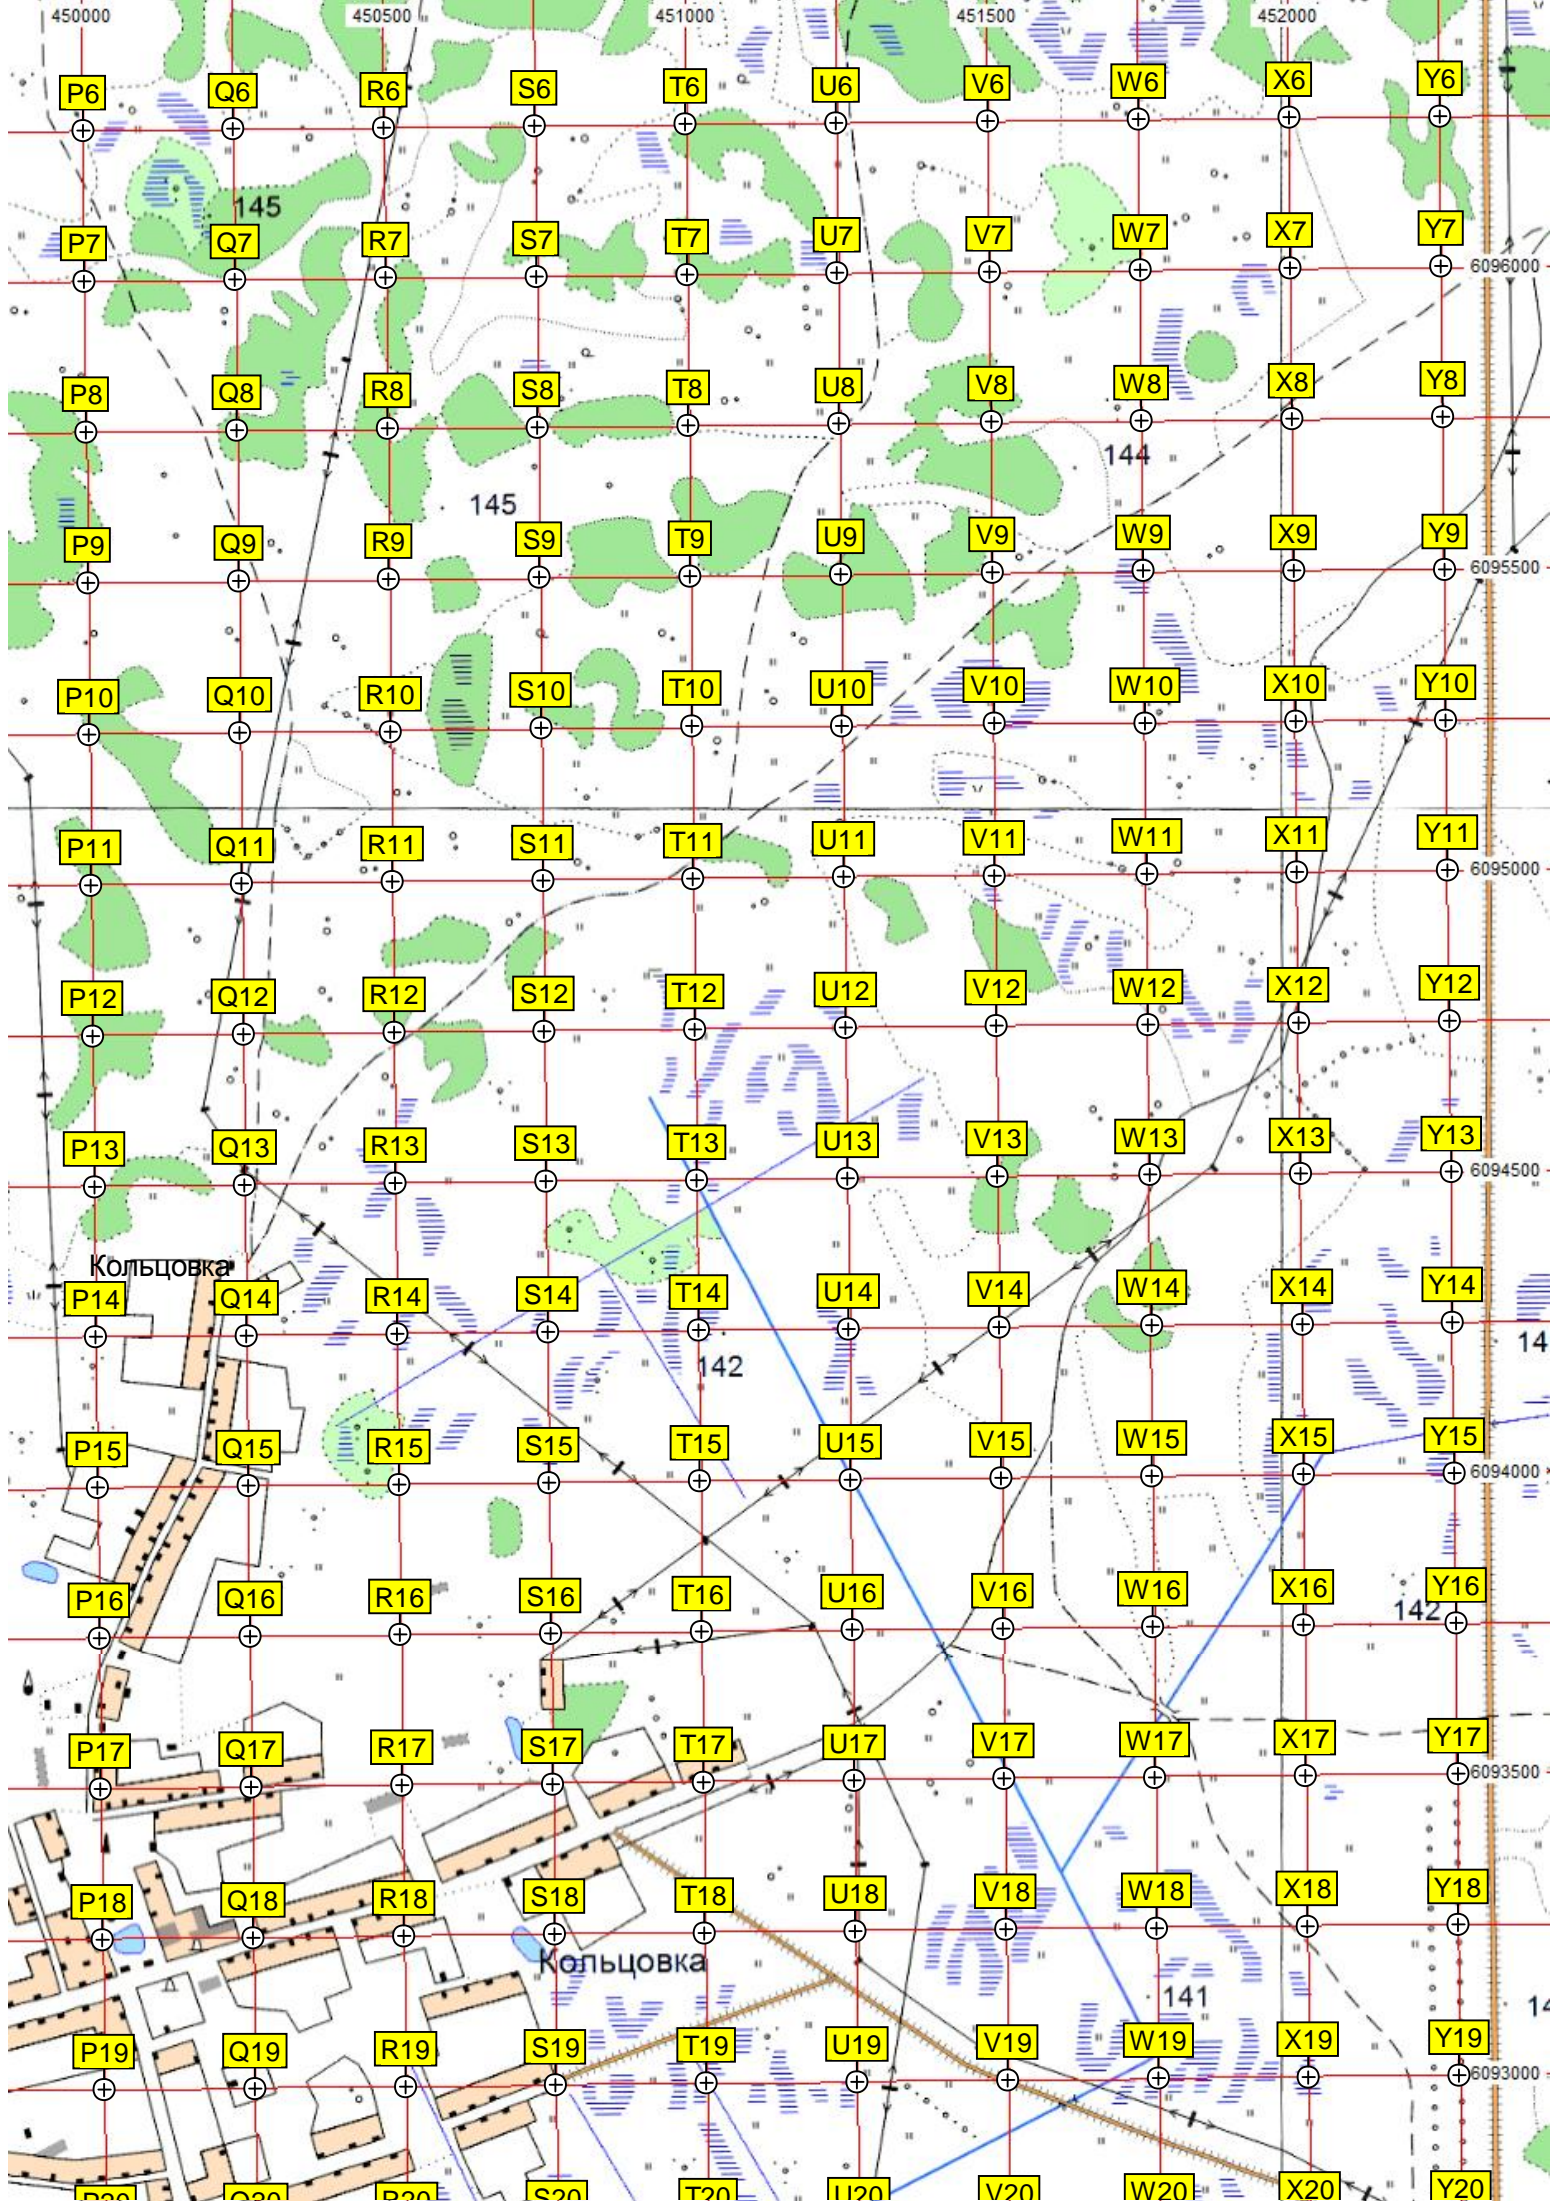 450000 450500 451000 451500 452000
P6 Q6 R6 S6 T6 U6 V6 W6 X6 Y6
145
P7 Q7 R7 S7 T7 U7 V7 W7 X7 Y7
6096000
P8 Q8 R8 S8 T8 U8 V8 W8 X8 Y8
144
145
P9 Q9 R9 S9 T9 U9 V9 W9 X9 Y9
6095500
P10 Q10 R10 S10 T10 U10 V10 W10 X10 Y10
P11 Q11 R11 S11 T11 U11 V11 W11 X11 Y11
6095000
P12 Q12 R12 S12 T12 U12 V12 W12 X12 Y12
P13 Q13 R13 S13 T13 U13 V13 W13 X13 Y13
6094500
Кольцовка
P14 Q14 R14 S14 T14 U14 V14 W14 X14 Y14
14
142
P15 Q15 R15 S15 T15 U15 V15 W15 X15 Y15
6094000
P16 Q16 R16 S16 T16 U16 V16 W16 X16 Y16
142
P17 Q17 R17 S17 T17 U17 V17 W17 X17 Y17
6093500
P18 Q18 R18 S18 T18 U18 V18 W18 X18 Y18
Кольцовка
141
14
P19 Q19 R19 S19 T19 U19 V19 W19 X19 Y19
6093000
P20 Q20 R20 S20 T20 U20 V20 W20 X20 Y20